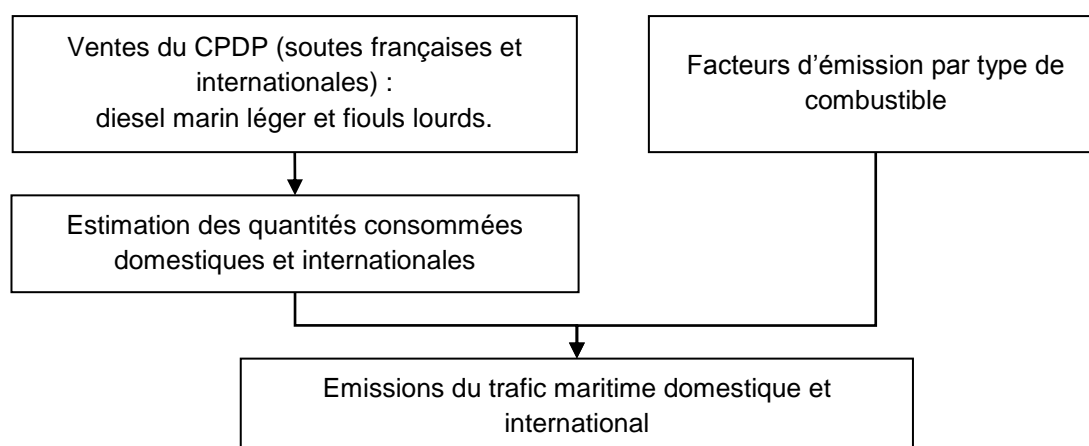 Ventes du CPDP (soutes françaises et
internationales) :
diesel marin léger et fiouls lourds.
Facteurs d'émission par type de
combustible
Estimation des quantités consommées
domestiques et internationales
Emissions du trafic maritime domestique et
international